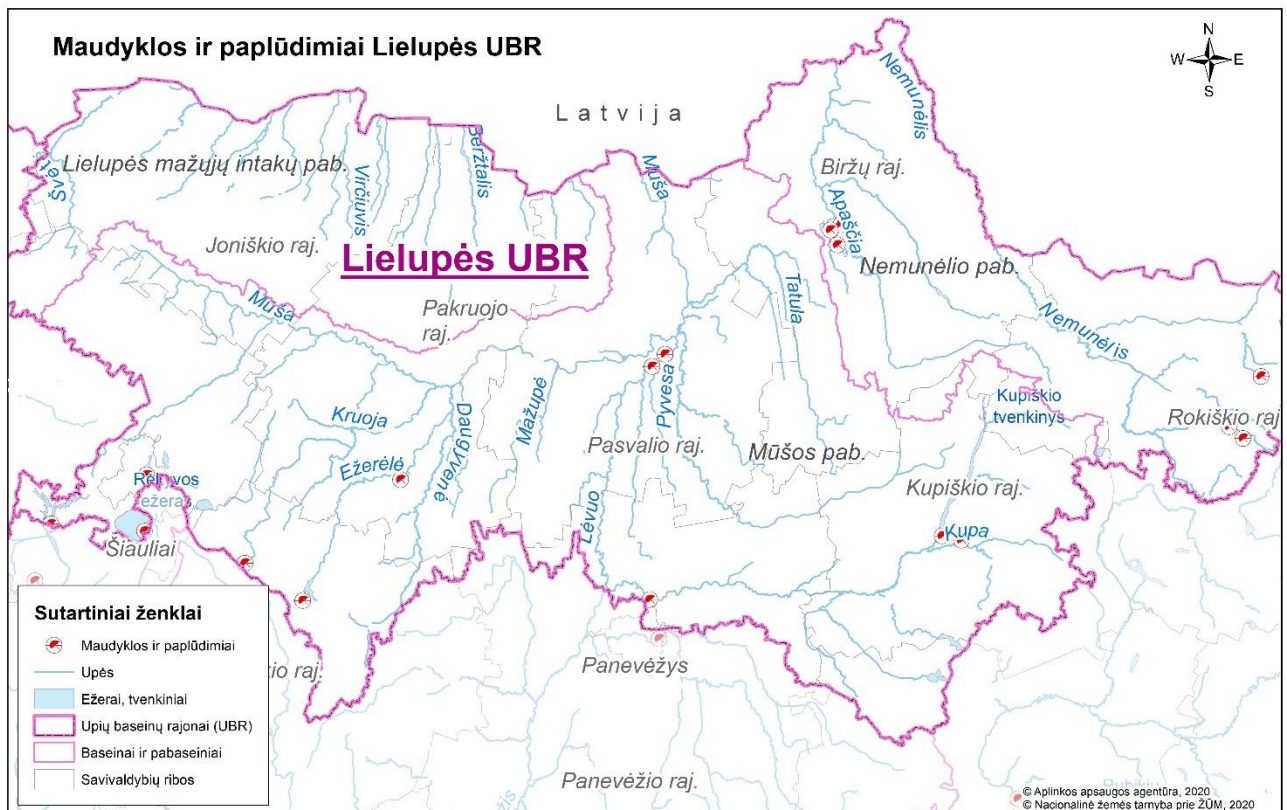 Maudyklos ir paplūdimiai Lielupės UBR
N
W E
S
Latvija
Nemunėlis
Švetė
Lielupės mažųjų intakų pab.
Virčiuvis
Beržtalis
Mūša
Biržų raj.
Apaščia
Joniškio raj.
Lielupės UBR
Nemunėlio pab.
Tatula
Mūša
Pakruojo
raj.
Nemunėlis
Mažupė
Pyvesa
Kupiškio
tvenkinys
Rokiškio raj
Kruoja
Daugyvenė
Pasvalio raj.
Mūšos pab.
Ežerėlė
Rėkyvos
ežeras
Lėvuo
Kupiškio raj.
Kupa
Šiauliai
Sutartiniai ženklai
Maudyklos ir paplūdimiai
Upės
Ežerai, tvenkiniai
Upių baseinų rajonai (UBR)
Baseinai ir pabaseiniai
Savivaldybių ribos
žio raj.
Panevėžys
Panevėžio raj.
© Aplinkos apsaugos agentūra, 2020
© Nacionalinė žemės tarnyba prie ŽŪM, 2020